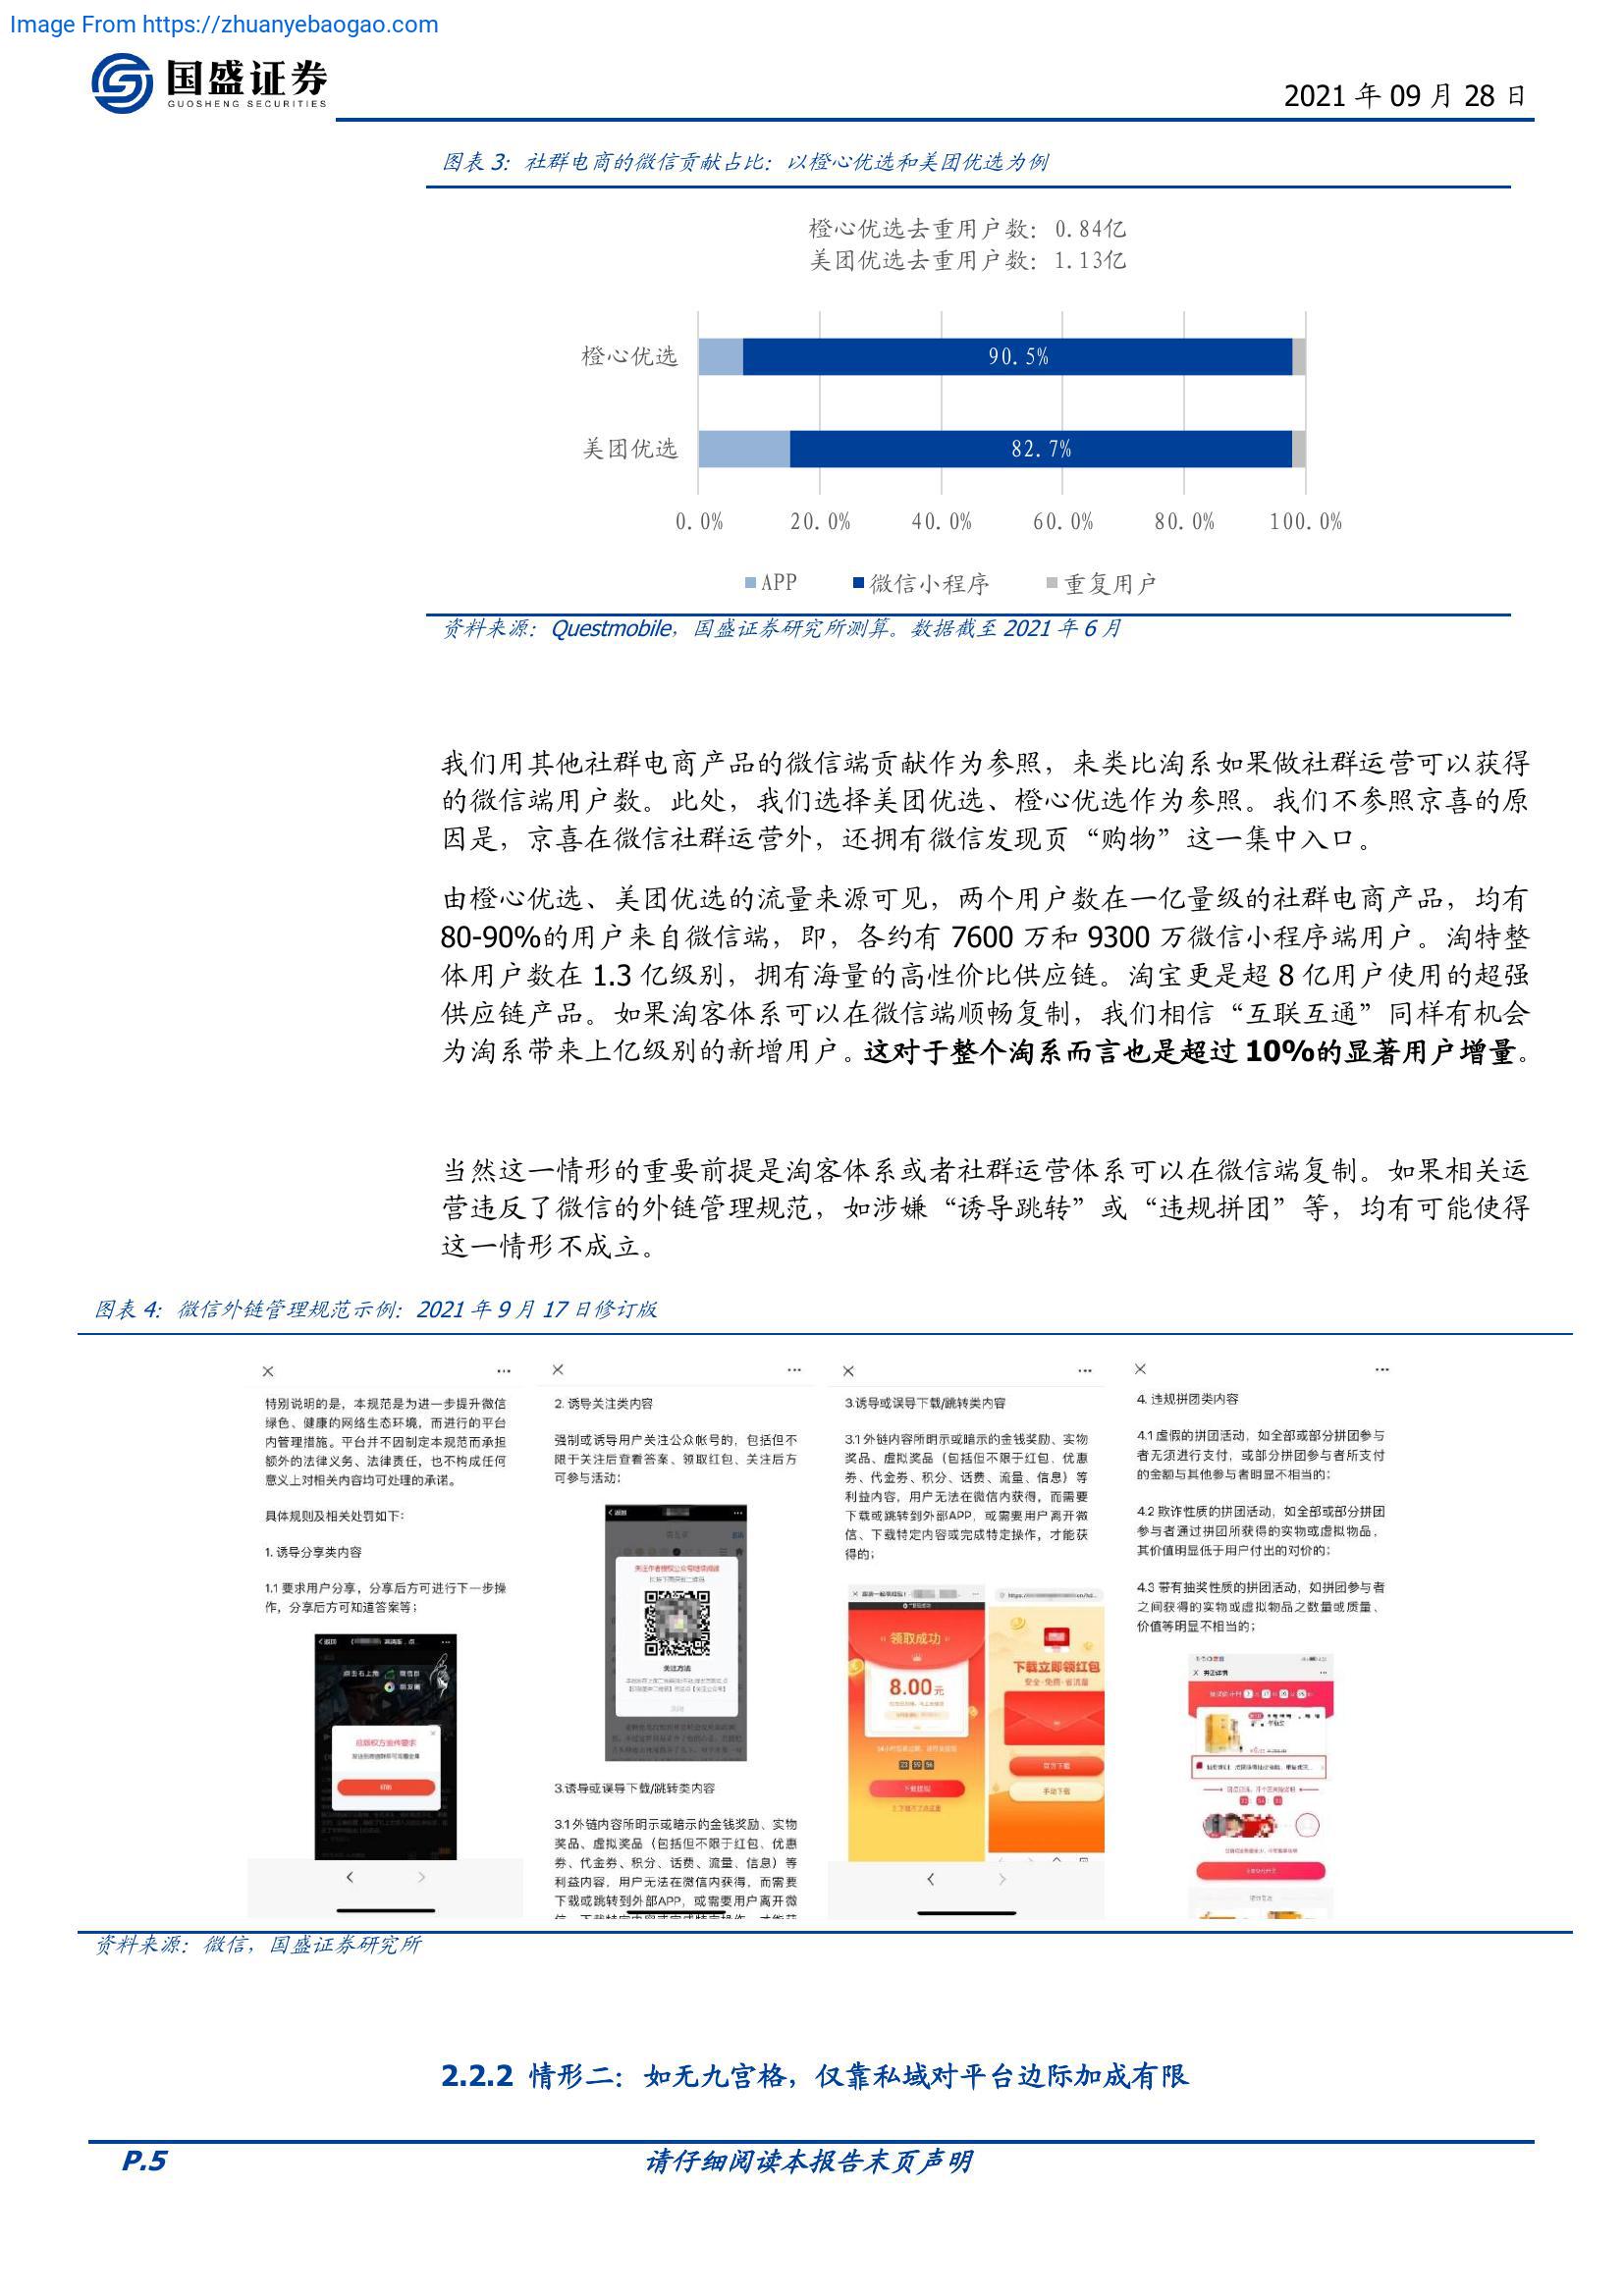 Image From https://zhuanyebaogao.com
国盛证券
GUOSHENG SECURITIES
2021 年 09 月 28 日
图表 3：社群电商的微信贡献占比：以橙心优选和美团优选为例
橙心优选去重用户数：0.84亿
美团优选去重用户数：1.13亿
橙心优选
90.5%
美团优选
82.7%
0.0% 20.0% 40.0% 60.0% 80.0% 100.0%
APP 微信小程序 重复用户
资料来源：Questmobile，国盛证券研究所测算。数据截至 2021 年 6 月
我们用其他社群电商产品的微信端贡献作为参照，来类比淘系如果做社群运营可以获得
的微信端用户数。此处，我们选择美团优选、橙心优选作为参照。我们不参照京喜的原
因是，京喜在微信社群运营外，还拥有微信发现页“购物”这一集中入口。
由橙心优选、美团优选的流量来源可见，两个用户数在一亿量级的社群电商产品，均有
80-90%的用户来自微信端，即，各约有 7600 万和 9300 万微信小程序端用户。淘特整
体用户数在 1.3 亿级别，拥有海量的高性价比供应链。淘宝更是超 8 亿用户使用的超强
供应链产品。如果淘客体系可以在微信端顺畅复制，我们相信“互联互通”同样有机会
为淘系带来上亿级别的新增用户。这对于整个淘系而言也是超过 10%的显著用户增量。
当然这一情形的重要前提是淘客体系或者社群运营体系可以在微信端复制。如果相关运
营违反了微信的外链管理规范，如涉嫌“诱导跳转”或“违规拼团”等，均有可能使得
这一情形不成立。
图表 4：微信外链管理规范示例：2021 年 9 月 17 日修订版
特别说明的是，本规范是为进一步提升微信
绿色、健康的网络生态环境，而进行的平台
内管理措施。平台并不因制定本规范而承担
额外的法律义务、法律责任，也不构成任何
意义上对相关内容均可处理的承诺。
具体规则及相关处罚如下：
1. 诱导分享类内容
1.1 要求用户分享，分享后方可进行下一步操
作，分享后方可知道答案等；
点击右上角
微信群
朋友圈
应版权方宣传要求
2. 诱导关注类内容
强制或诱导用户关注公众帐号的，包括但不
限于关注后查看答案、领取红包、关注后方
可参与活动；
关注方法
3.诱导或误导下载/跳转类内容
3.1外链内容所明示或暗示的金钱奖励、实物
奖品、虚拟奖品（包括但不限于红包、优惠
券、代金券、积分、话费、流量、信息）等
利益内容，用户无法在微信内获得，而需要
下载或跳转到外部APP，或需要用户离开微
3.诱导或误导下载/跳转类内容
3.1 外链内容所明示或暗示的金钱奖励、实物
奖品、虚拟奖品（包括但不限于红包、优惠
券、代金券、积分、话费、流量、信息）等
利益内容，用户无法在微信内获得，而需要
下载或跳转到外部APP，或需要用户离开微
信、下载特定内容或完成特定操作，才能获
得的；
领取成功
8.00元
下载立即领红包
安全·免费·省流量
官方下载
手动下载
4. 违规拼团类内容
4.1 虚假的拼团活动，如全部或部分拼团参与
者无须进行支付，或部分拼团参与者所支付
的金额与其他参与者明显不相当的；
4.2 欺诈性质的拼团活动，如全部或部分拼团
参与者通过拼团所获得的实物或虚拟物品，
其价值明显低于用户付出的对价的；
4.3 带有抽奖性质的拼团活动，如拼团参与者
之间获得的实物或虚拟物品之数量或质量、
价值等明显不相当的；
资料来源：微信，国盛证券研究所
2.2.2 情形二：如无九宫格，仅靠私域对平台边际加成有限
P.5
请仔细阅读本报告末页声明